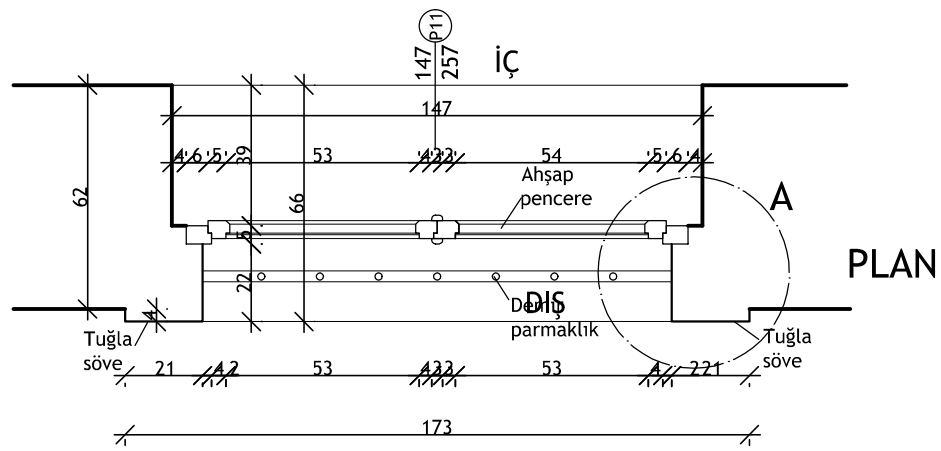 P11
147
257
İÇ
147
4 6 5 53 4 3 3 54 5 6 4
39
62
66
5
22
4
Ahşap
pencere
A
PLAN
DIŞ
Demir
parmaklık
Tuğla
söve
Tuğla
söve
21 4 2 53 4 3 3 53 4 2 21
173